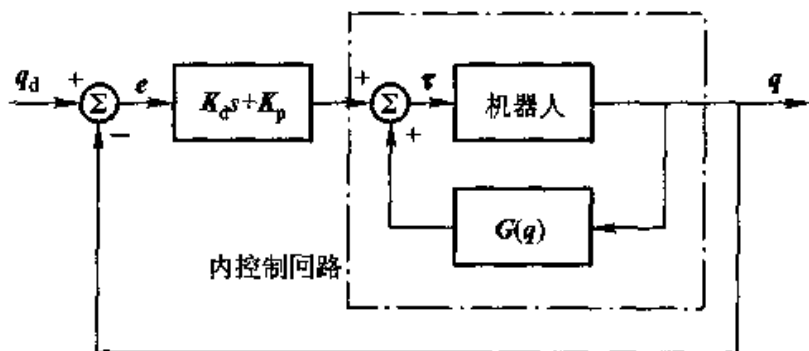 q_d
+
Σ
−
e
K_d s+K_p
+
Σ
+
τ
机器人
q
G(q)
内控制回路